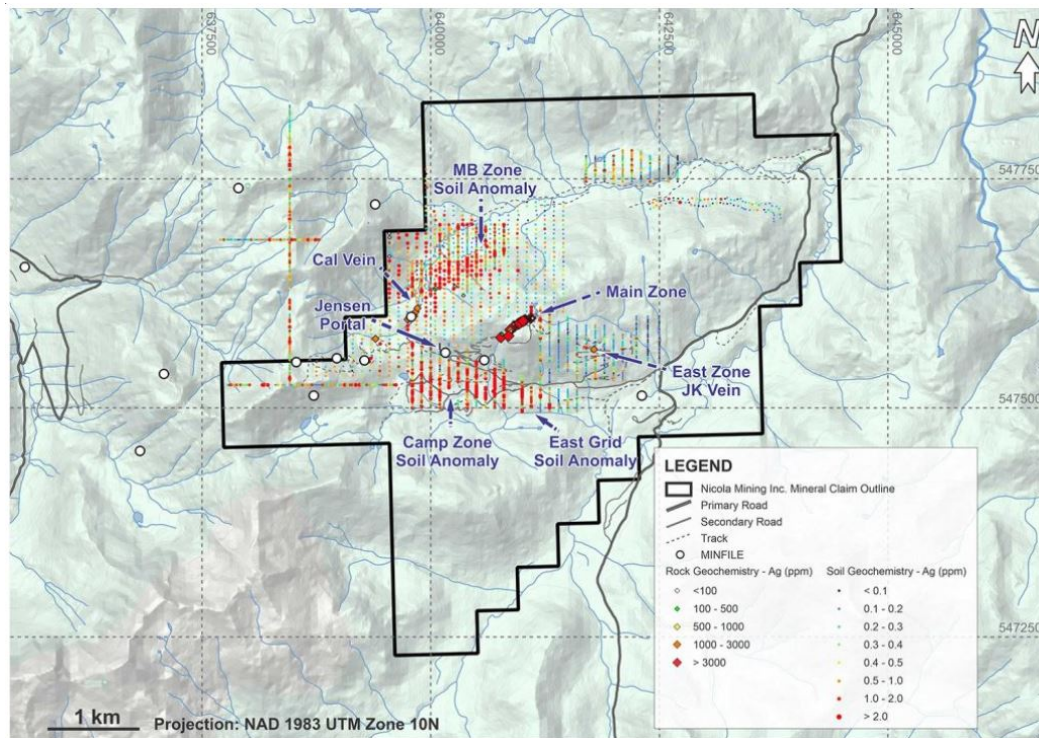 637500
640000
642500
645000
N
547750
MB Zone
Soil Anomaly
Cal Vein
Jensen
Portal
Main Zone
East Zone
JK Vein
547500
Camp Zone
Soil Anomaly
East Grid
Soil Anomaly
LEGEND
Nicola Mining Inc. Mineral Claim Outline
Primary Road
Secondary Road
Track
MINFILE
Rock Geochemistry - Ag (ppm)
<100
100 - 500
500 - 1000
1000 - 3000
> 3000
Soil Geochemistry - Ag (ppm)
< 0.1
0.1 - 0.2
0.2 - 0.3
0.3 - 0.4
0.4 - 0.5
0.5 - 1.0
1.0 - 2.0
> 2.0
547250
1 km
Projection: NAD 1983 UTM Zone 10N